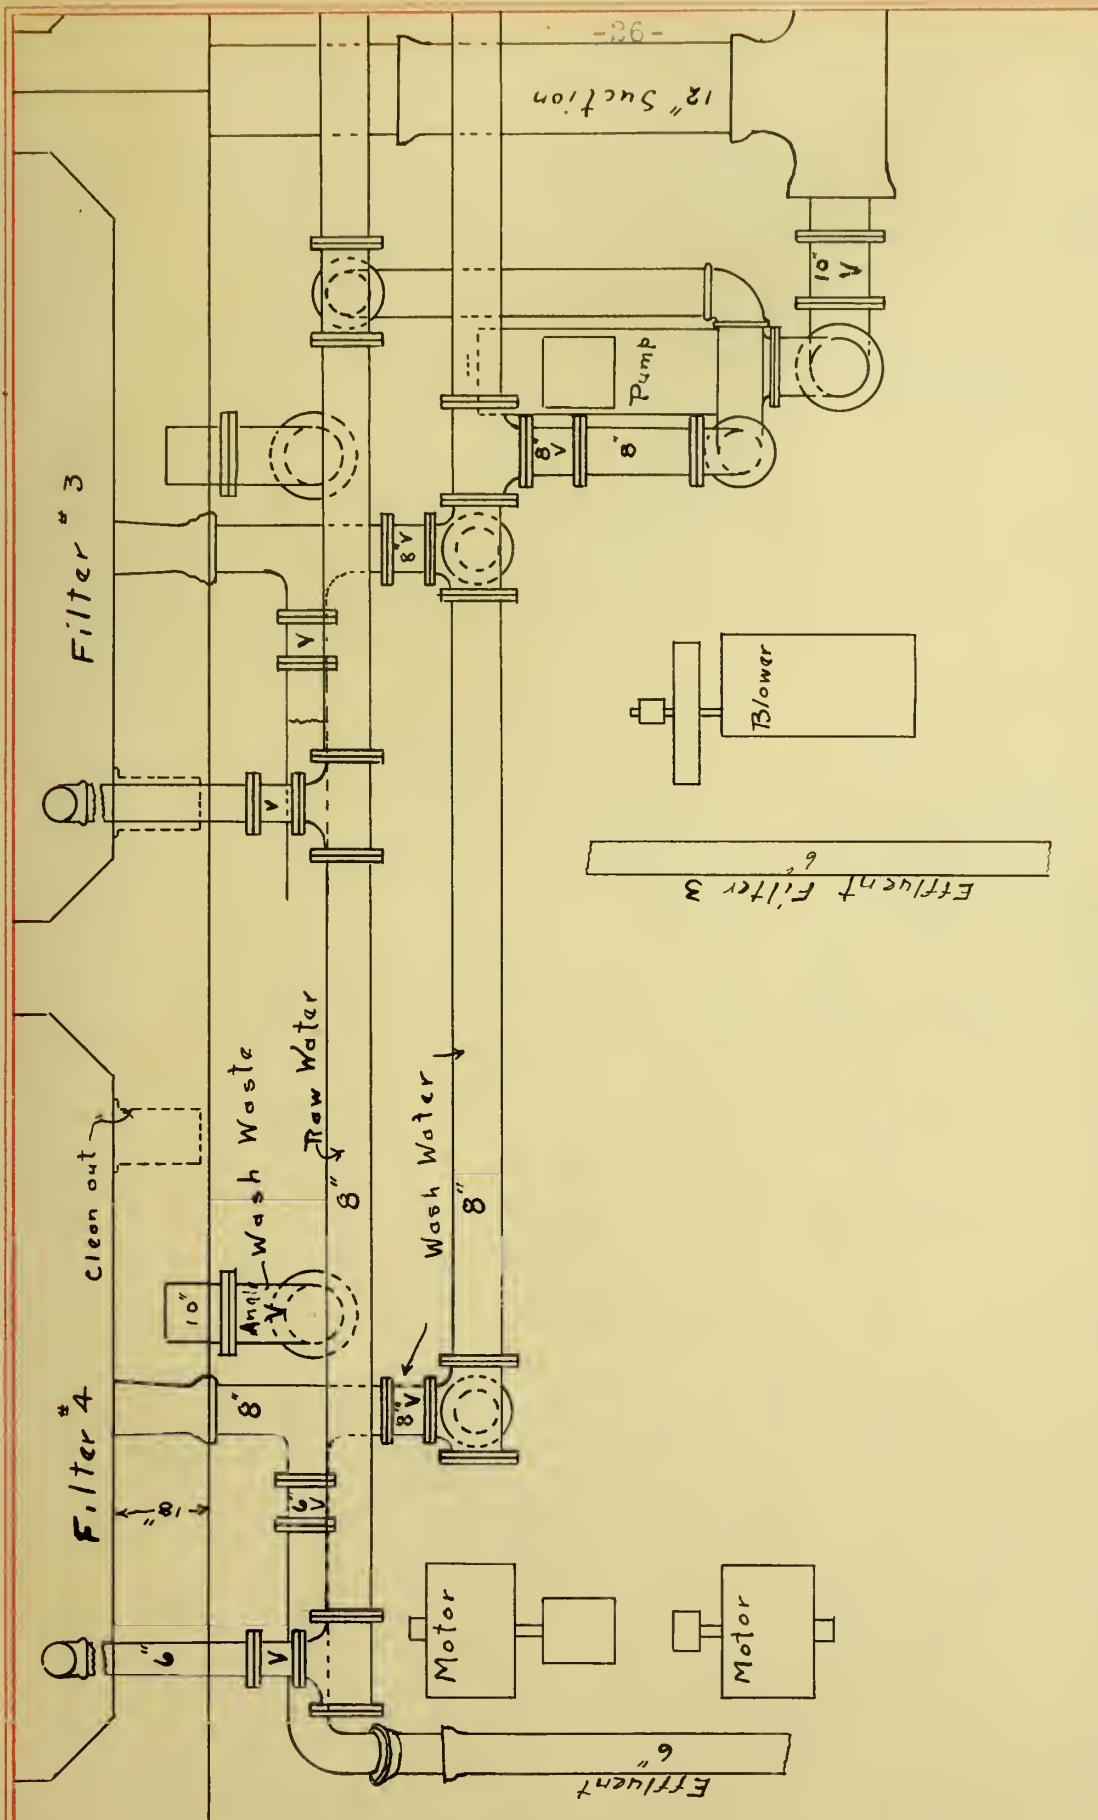 -26-
12" Suction
10"
V
Pump
8"
V
8"
Filter # 3
8"V
V
V
Blower
6"
Effluent Filter 3
Clean out
Wash Waste
Raw Water
8"
Wash Water
8"
10"
Angle
V
Filter # 4
8"
8"
V
18"
6"
V
6"
V
Motor
Motor
6"
Effluent